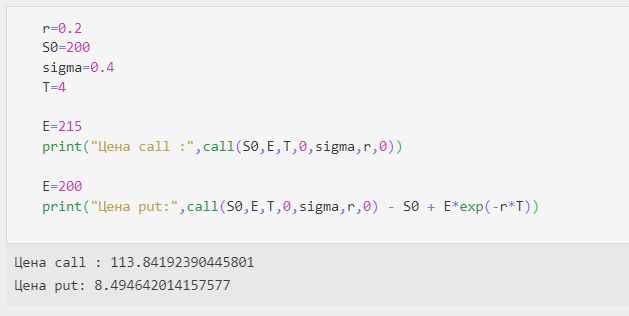 r=0.2
S0=200
sigma=0.4
T=4
E=215
print("Цена call :",call(S0,E,T,0,sigma,r,0))
E=200
print("Цена put:",call(S0,E,T,0,sigma,r,0) - S0 + E*exp(-r*T))
Цена call : 113.84192390445801
Цена put: 8.494642014157577